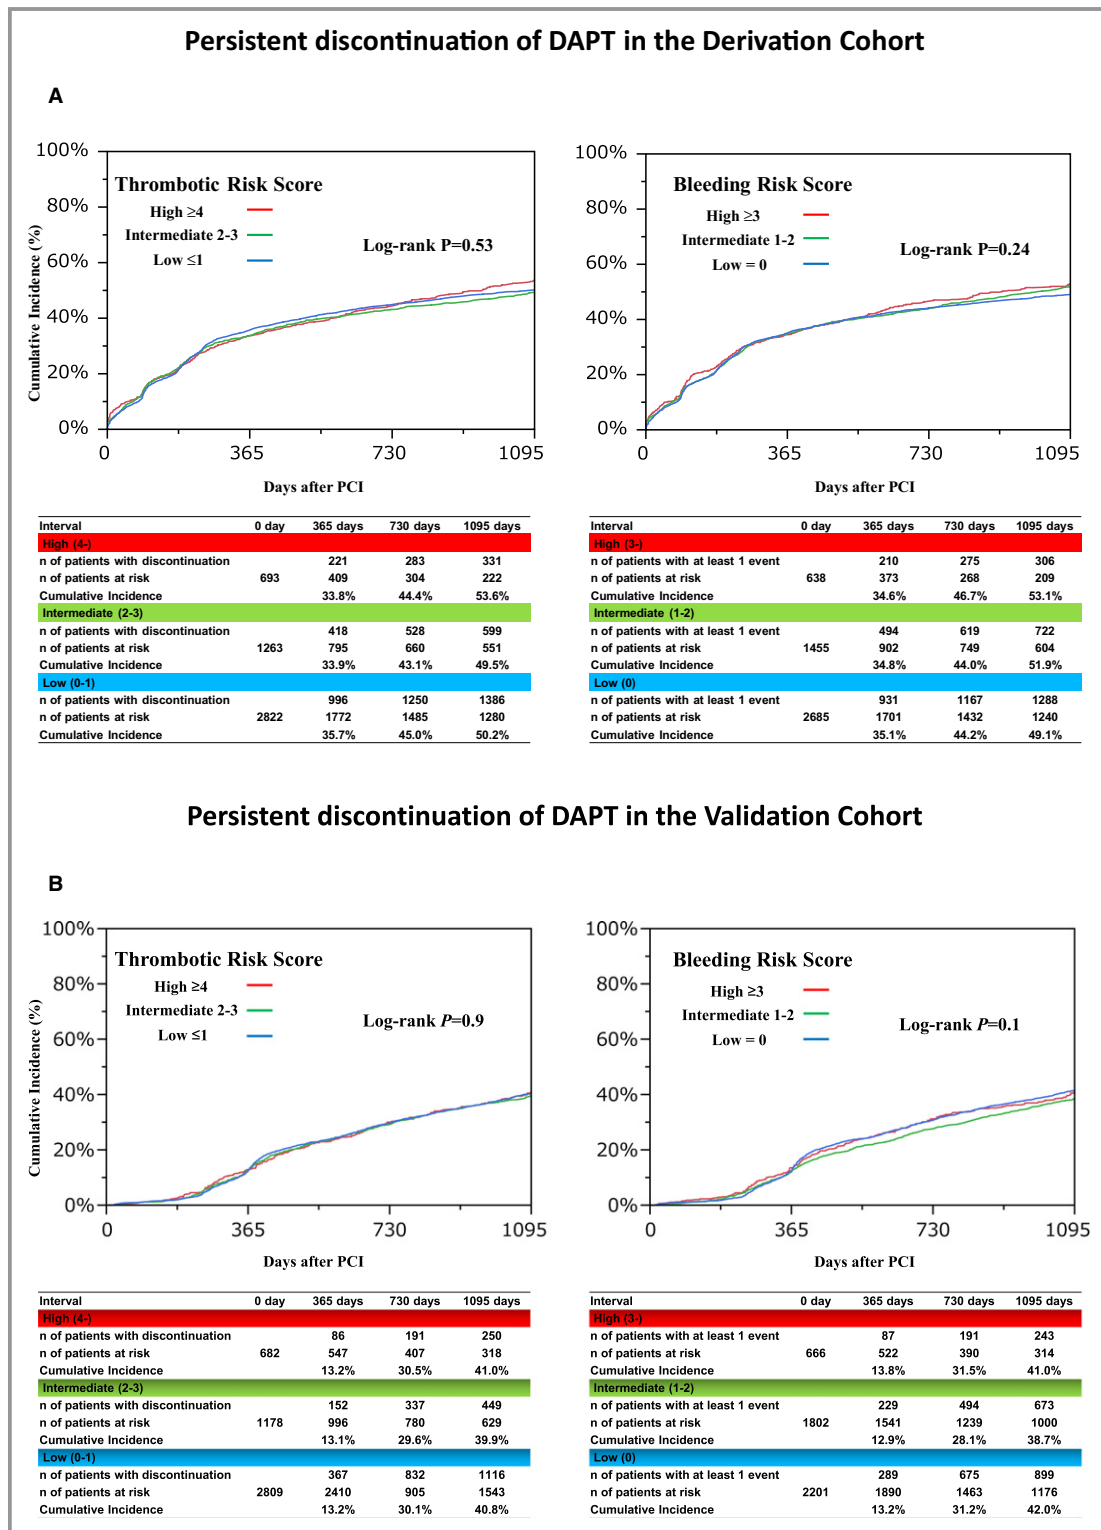 Persistent discontinuation of DAPT in the Derivation Cohort
A
100%
80%
60%
40%
20%
0%
Cumulative Incidence (%)
Thrombotic Risk Score
High ≥4
Intermediate 2-3
Low ≤1
Log-rank P=0.53
0 365 730 1095
Days after PCI
100%
80%
60%
40%
20%
0%
Bleeding Risk Score
High ≥3
Intermediate 1-2
Low = 0
Log-rank P=0.24
0 365 730 1095
Days after PCI
Interval 0 day 365 days 730 days 1095 days
High (4-)
n of patients with discontinuation 221 283 331
n of patients at risk 693 409 304 222
Cumulative Incidence 33.8% 44.4% 53.6%
Intermediate (2-3)
n of patients with discontinuation 418 528 599
n of patients at risk 1263 795 660 551
Cumulative Incidence 33.9% 43.1% 49.5%
Low (0-1)
n of patients with discontinuation 996 1250 1386
n of patients at risk 2822 1772 1485 1280
Cumulative Incidence 35.7% 45.0% 50.2%
Interval 0 day 365 days 730 days 1095 days
High (3-)
n of patients with at least 1 event 210 275 306
n of patients at risk 638 373 268 209
Cumulative Incidence 34.6% 46.7% 53.1%
Intermediate (1-2)
n of patients with at least 1 event 494 619 722
n of patients at risk 1455 902 749 604
Cumulative Incidence 34.8% 44.0% 51.9%
Low (0)
n of patients with at least 1 event 931 1167 1288
n of patients at risk 2685 1701 1432 1240
Cumulative Incidence 35.1% 44.2% 49.1%
Persistent discontinuation of DAPT in the Validation Cohort
B
100%
80%
60%
40%
20%
0%
Cumulative Incidence (%)
Thrombotic Risk Score
High ≥4
Intermediate 2-3
Low ≤1
Log-rank P=0.9
0 365 730 1095
Days after PCI
100%
80%
60%
40%
20%
0%
Bleeding Risk Score
High ≥3
Intermediate 1-2
Low = 0
Log-rank P=0.1
0 365 730 1095
Days after PCI
Interval 0 day 365 days 730 days 1095 days
High (4-)
n of patients with discontinuation 86 191 250
n of patients at risk 682 547 407 318
Cumulative Incidence 13.2% 30.5% 41.0%
Intermediate (2-3)
n of patients with discontinuation 152 337 449
n of patients at risk 1178 996 780 629
Cumulative Incidence 13.1% 29.6% 39.9%
Low (0-1)
n of patients with discontinuation 367 832 1116
n of patients at risk 2809 2410 905 1543
Cumulative Incidence 13.2% 30.1% 40.8%
Interval 0 day 365 days 730 days 1095 days
High (3-)
n of patients with at least 1 event 87 191 243
n of patients at risk 666 522 390 314
Cumulative Incidence 13.8% 31.5% 41.0%
Intermediate (1-2)
n of patients with at least 1 event 229 494 673
n of patients at risk 1802 1541 1239 1000
Cumulative Incidence 12.9% 28.1% 38.7%
Low (0)
n of patients with at least 1 event 289 675 899
n of patients at risk 2201 1890 1463 1176
Cumulative Incidence 13.2% 31.2% 42.0%